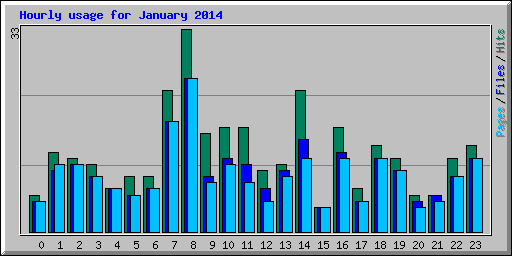 Hourly usage for January 2014
33
Pages/Files/Hits
0 1 2 3 4 5 6 7 8 9 10 11 12 13 14 15 16 17 18 19 20 21 22 23